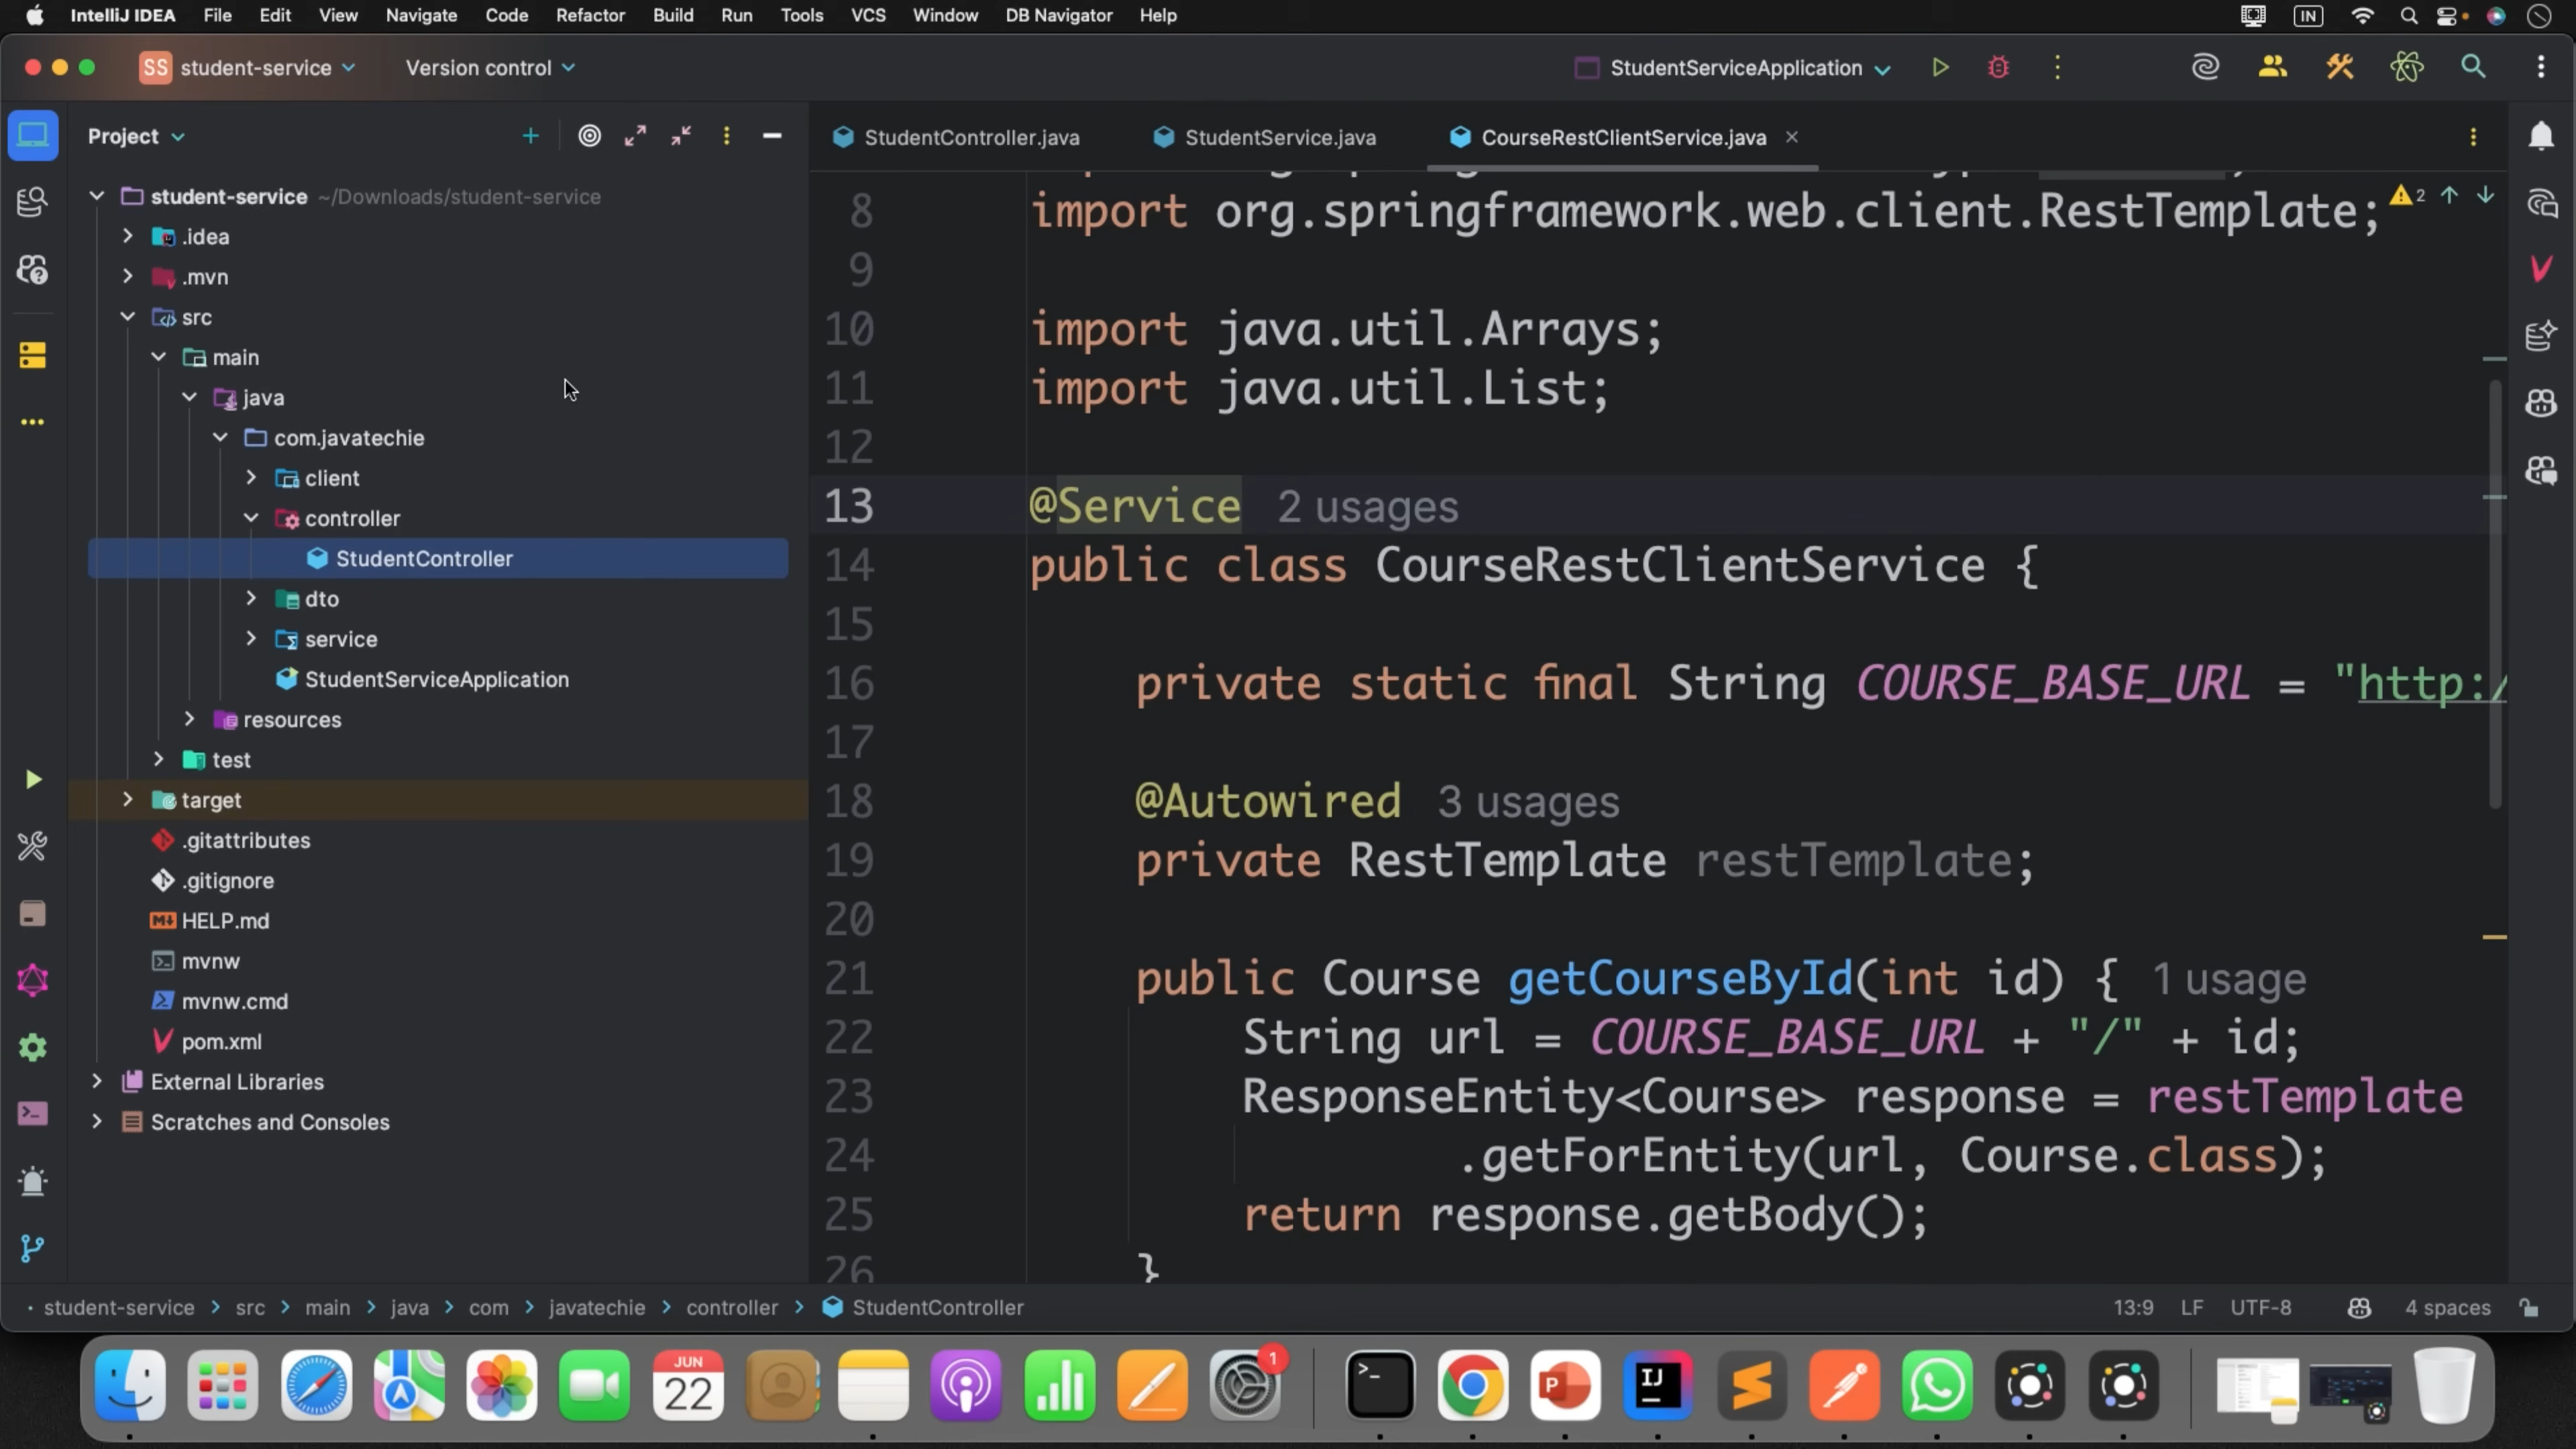 IntelliJ IDEA File Edit View Navigate Code Refactor Build Run Tools VCS Window DB Navigator Help IN
SS student-service Version control StudentServiceApplication
Project
StudentController.java StudentService.java CourseRestClientService.java
student-service ~/Downloads/student-service
.idea
.mvn
src
main
java
com.javatechie
client
controller
StudentController
dto
service
StudentServiceApplication
resources
test
target
.gitattributes
.gitignore
HELP.md
mvnw
mvnw.cmd
pom.xml
External Libraries
Scratches and Consoles
8 import org.springframework.web.client.RestTemplate; 2
9
10 import java.util.Arrays;
11 import java.util.List;
12
13 @Service 2 usages
14 public class CourseRestClientService {
15
16 private static final String COURSE_BASE_URL = "http:/
17
18 @Autowired 3 usages
19 private RestTemplate restTemplate;
20
21 public Course getCourseById(int id) { 1 usage
22 String url = COURSE_BASE_URL + "/" + id;
23 ResponseEntity<Course> response = restTemplate
24 .getForEntity(url, Course.class);
25 return response.getBody();
26 }
student-service > src > main > java > com > javatechie > controller > StudentController 13:9 LF UTF-8 4 spaces
JUN
22
1
P
IJ